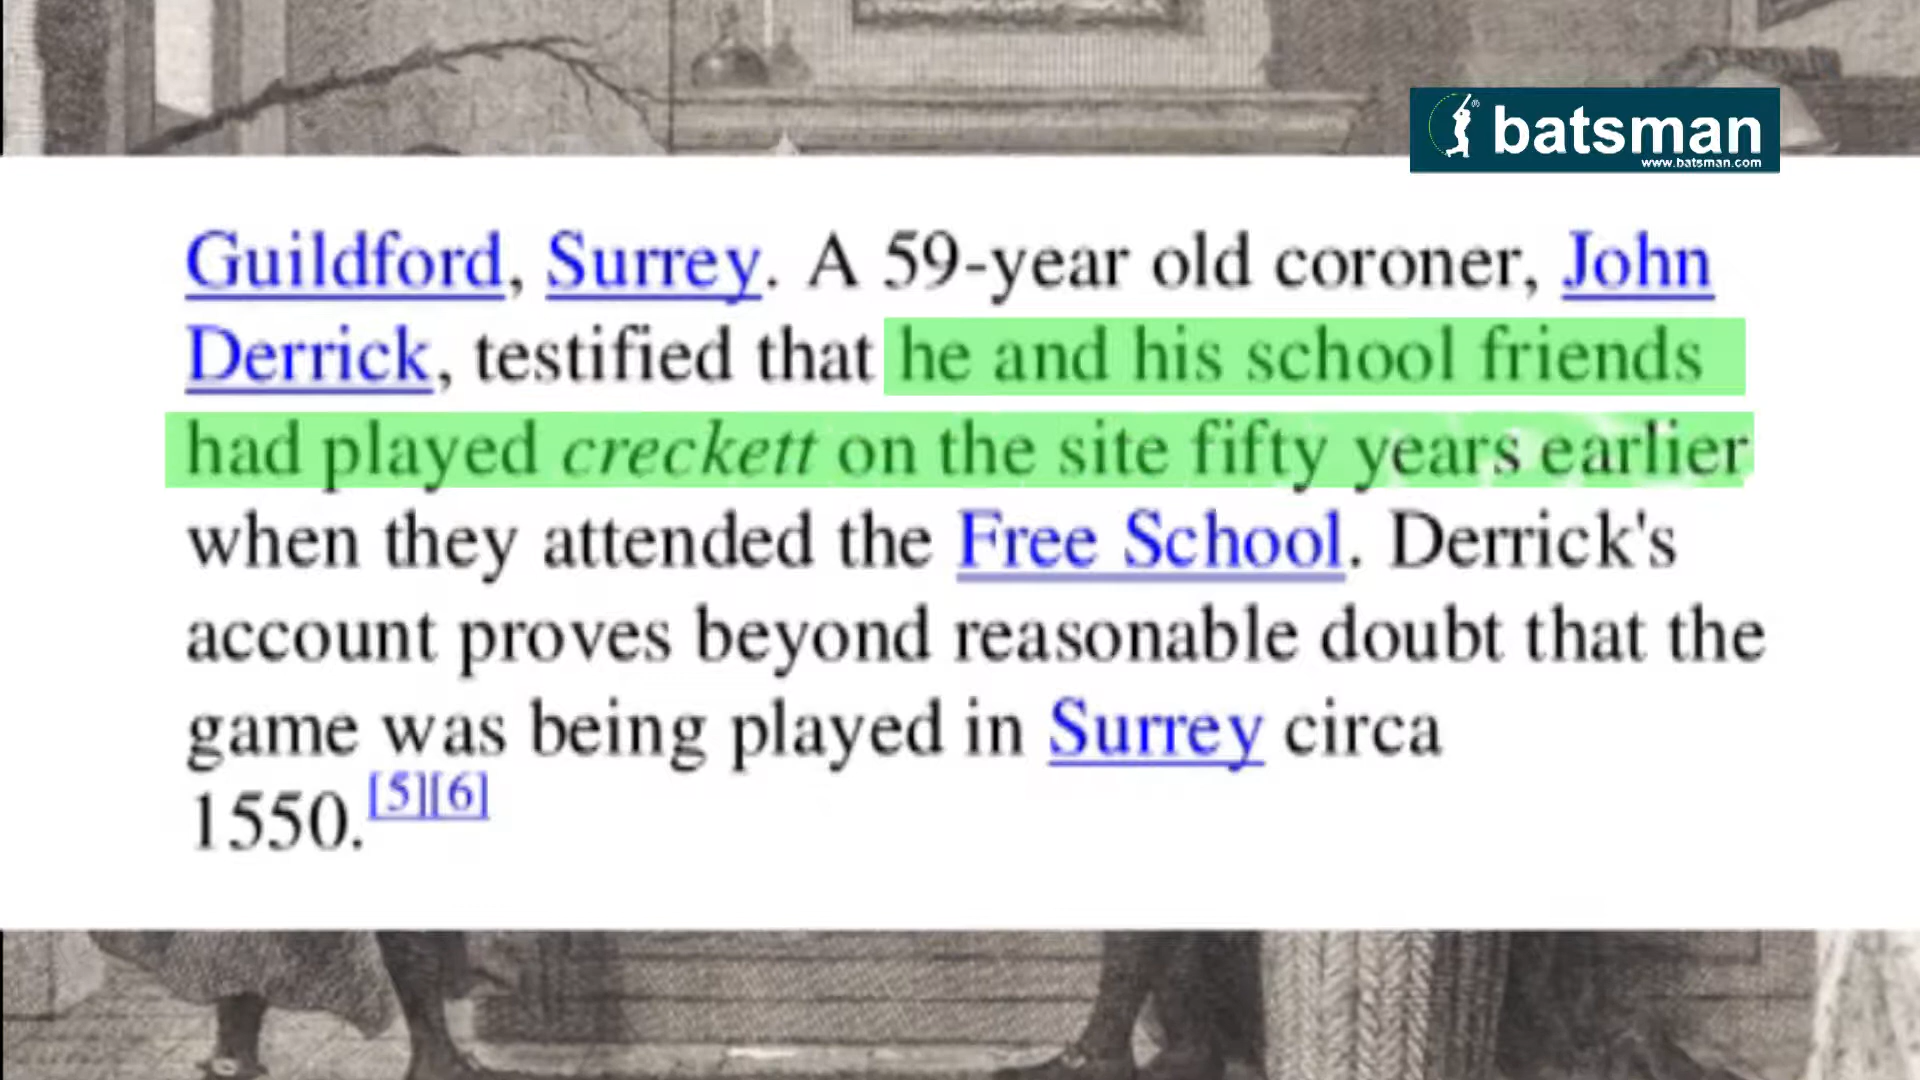 batsman
www.batsman.com
Guildford, Surrey. A 59-year old coroner, John
Derrick, testified that he and his school friends
had played creckett on the site fifty years earlier
when they attended the Free School. Derrick's
account proves beyond reasonable doubt that the
game was being played in Surrey circa
1550.[5][6]